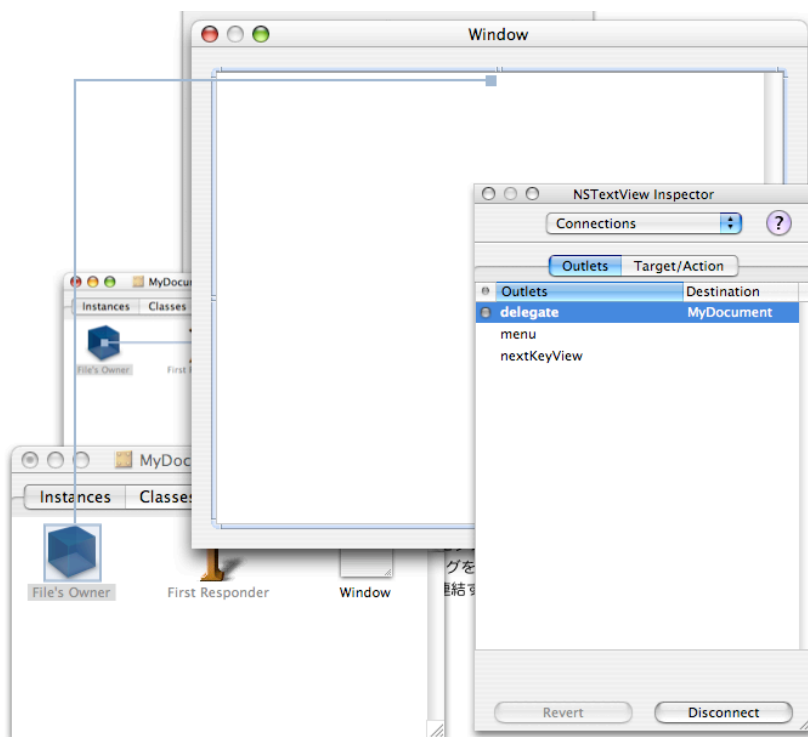 Window
NSTextView Inspector
Connections
?
Outlets Target/Action
Outlets Destination
delegate MyDocument
menu
nextKeyView
Revert Disconnect
Instances Classes
File's Owner
First
MyDoc
Instances Classes
File's Owner First Responder Window
グを
連結す